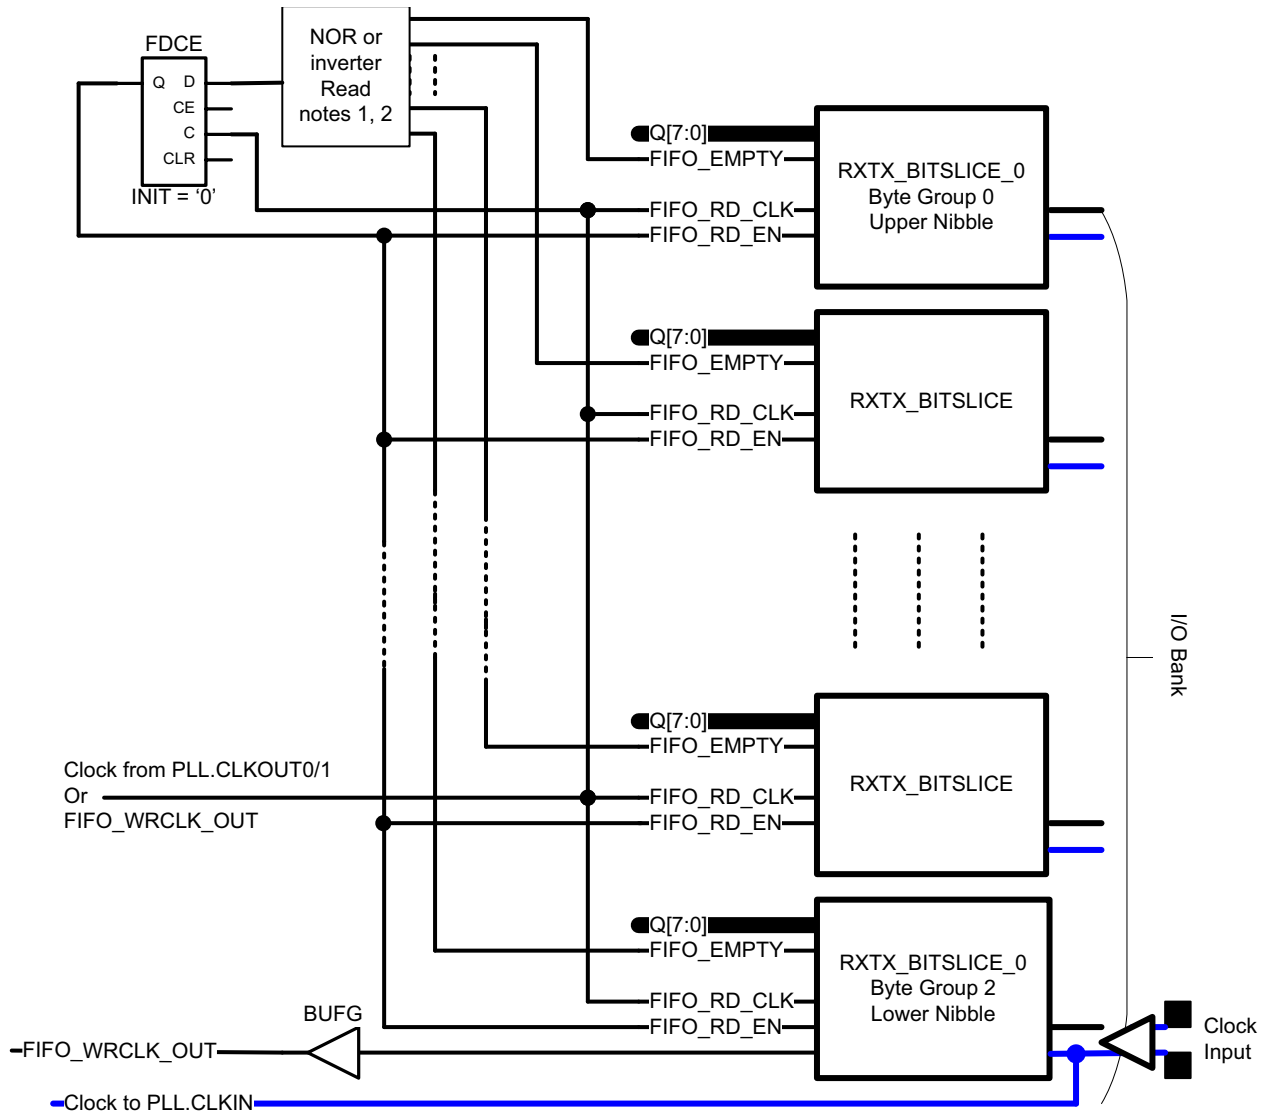 FDCE
Q D
CE
C
CLR
INIT = ‘0’
NOR or
inverter
Read
notes 1, 2
Q[7:0]
FIFO_EMPTY
FIFO_RD_CLK
FIFO_RD_EN
RXTX_BITSLICE_0
Byte Group 0
Upper Nibble
Q[7:0]
FIFO_EMPTY
FIFO_RD_CLK
FIFO_RD_EN
RXTX_BITSLICE
I/O Bank
Q[7:0]
FIFO_EMPTY
FIFO_RD_CLK
FIFO_RD_EN
RXTX_BITSLICE
Clock from PLL.CLKOUT0/1
Or
FIFO_WRCLK_OUT
Q[7:0]
FIFO_EMPTY
FIFO_RD_CLK
FIFO_RD_EN
RXTX_BITSLICE_0
Byte Group 2
Lower Nibble
Clock
Input
BUFG
FIFO_WRCLK_OUT
Clock to PLL.CLKIN